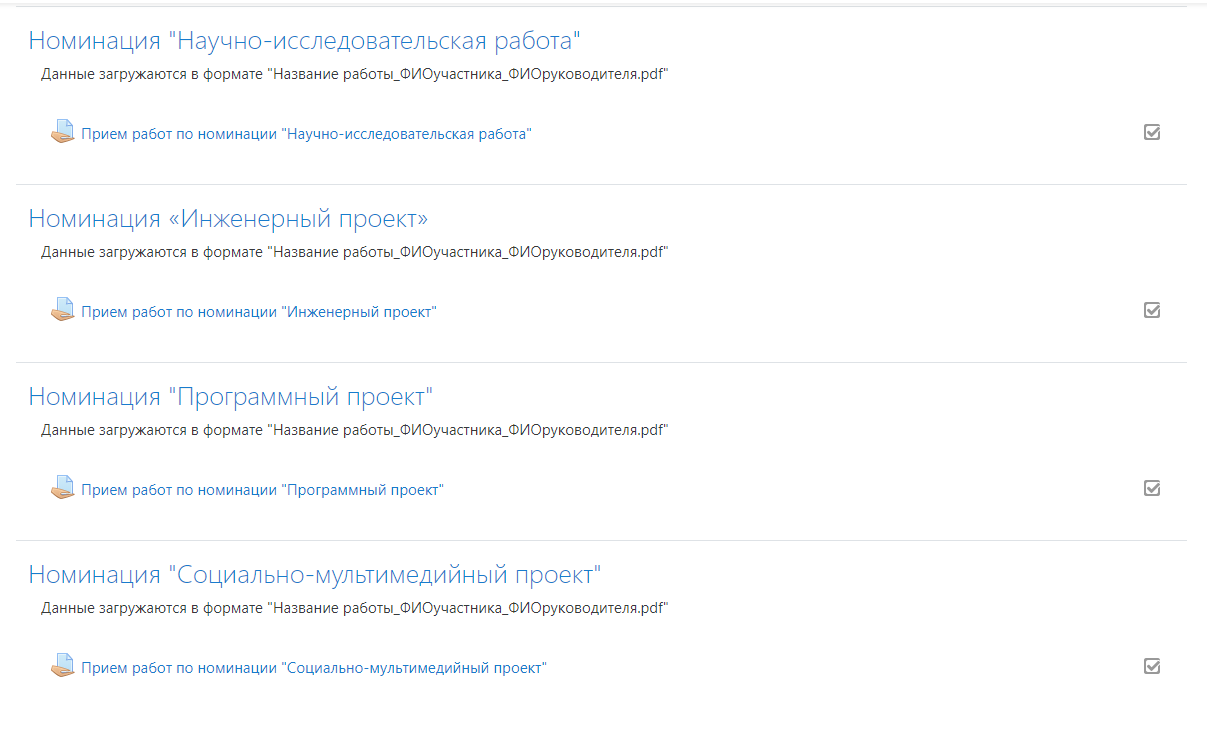 Номинация "Научно-исследовательская работа"
Данные загружаются в формате "Название работы_ФИОучастника_ФИОруководителя.pdf"
Прием работ по номинации "Научно-исследовательская работа"
Номинация «Инженерный проект»
Данные загружаются в формате "Название работы_ФИОучастника_ФИОруководителя.pdf"
Прием работ по номинации "Инженерный проект"
Номинация "Программный проект"
Данные загружаются в формате "Название работы_ФИОучастника_ФИОруководителя.pdf"
Прием работ по номинации "Программный проект"
Номинация "Социально-мультимедийный проект"
Данные загружаются в формате "Название работы_ФИОучастника_ФИОруководителя.pdf"
Прием работ по номинации "Социально-мультимедийный проект"